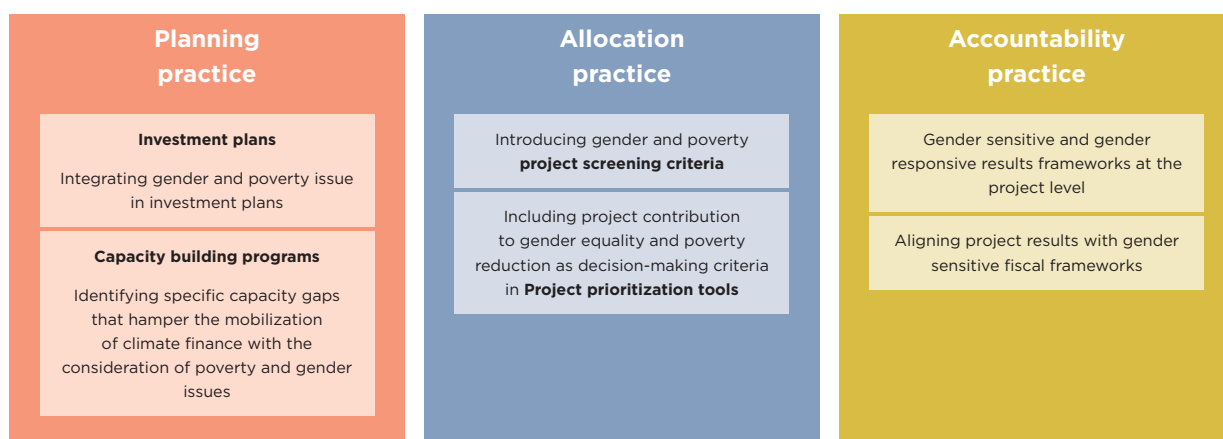 Planning
practice
Investment plans
Integrating gender and poverty issue
in investment plans
Capacity building programs
Identifying specific capacity gaps
that hamper the mobilization
of climate finance with the
consideration of poverty and gender
issues
Allocation
practice
Introducing gender and poverty
project screening criteria
Including project contribution
to gender equality and poverty
reduction as decision-making criteria
in Project prioritization tools
Accountability
practice
Gender sensitive and gender
responsive results frameworks at the
project level
Aligning project results with gender
sensitive fiscal frameworks